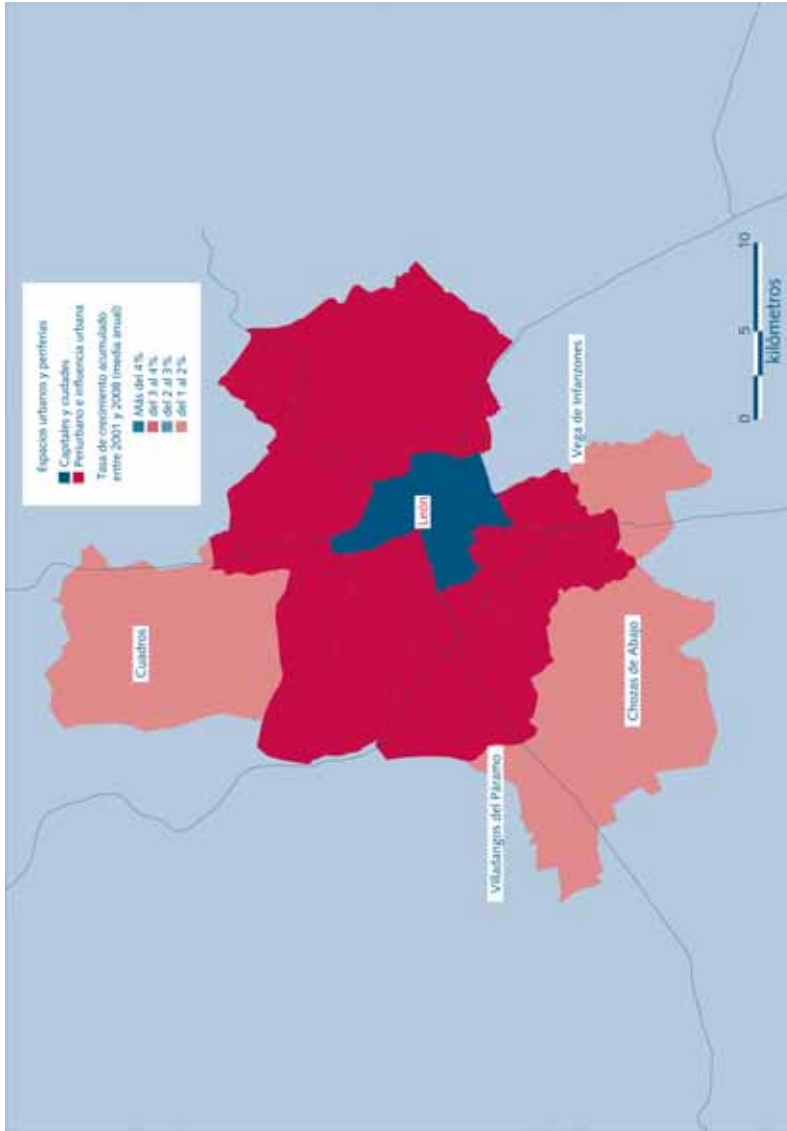 Espacios urbanos y periferias
Capitales y ciudades
Periurbano e influencia urbana
Tasa de crecimiento acumulado
entre 2001 y 2008 (media anual)
Más del 4%
del 3 al 4%
del 2 al 3%
del 1 al 2%
Cuadros
León
Villadangos del Páramo
Vega de Infanzones
Chozas de Abajo
0 5 10
kilómetros